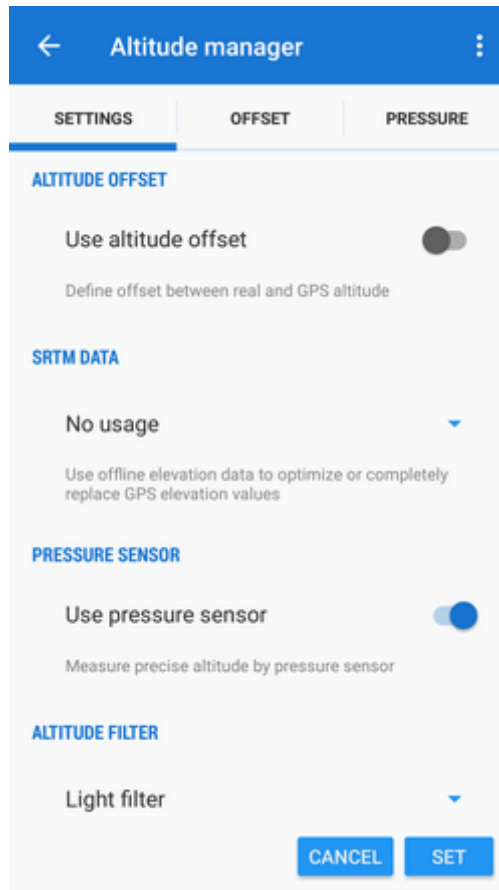 Altitude manager
SETTINGS OFFSET PRESSURE
ALTITUDE OFFSET
Use altitude offset
Define offset between real and GPS altitude
SRTM DATA
No usage
Use offline elevation data to optimize or completely
replace GPS elevation values
PRESSURE SENSOR
Use pressure sensor
Measure precise altitude by pressure sensor
ALTITUDE FILTER
Light filter
CANCEL SET